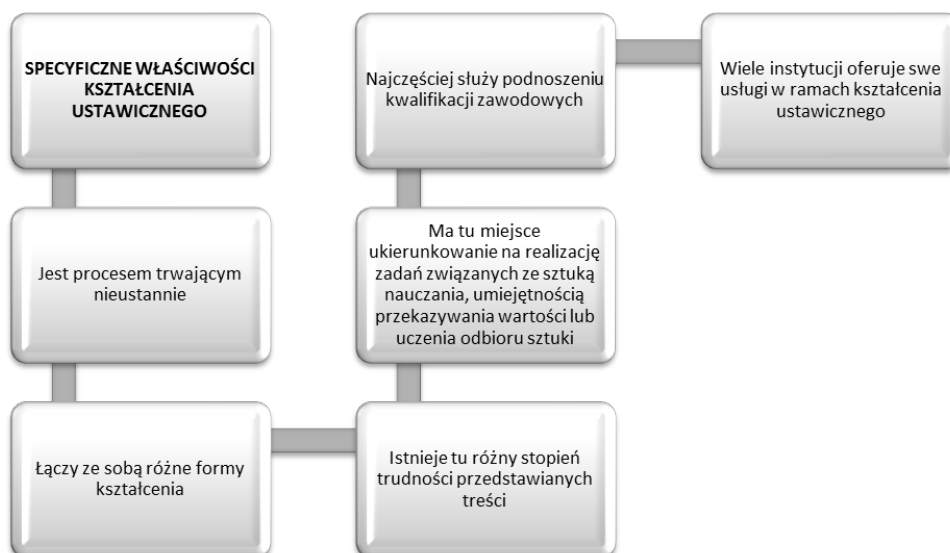 SPECYFICZNE WŁAŚCIWOŚCI
KSZTAŁCENIA
USTAWICZNEGO
Jest procesem trwającym
nieustannie
Łączy ze sobą różne formy
kształcenia
Istnieje tu różny stopień
trudności przedstawianych
treści
Ma tu miejsce
ukierunkowanie na realizację
zadań związanych ze sztuką
nauczania, umiejętnością
przekazywania wartości lub
uczenia odbioru sztuki
Najczęściej służy podnoszeniu
kwalifikacji zawodowych
Wiele instytucji oferuje swe
usługi w ramach kształcenia
ustawicznego